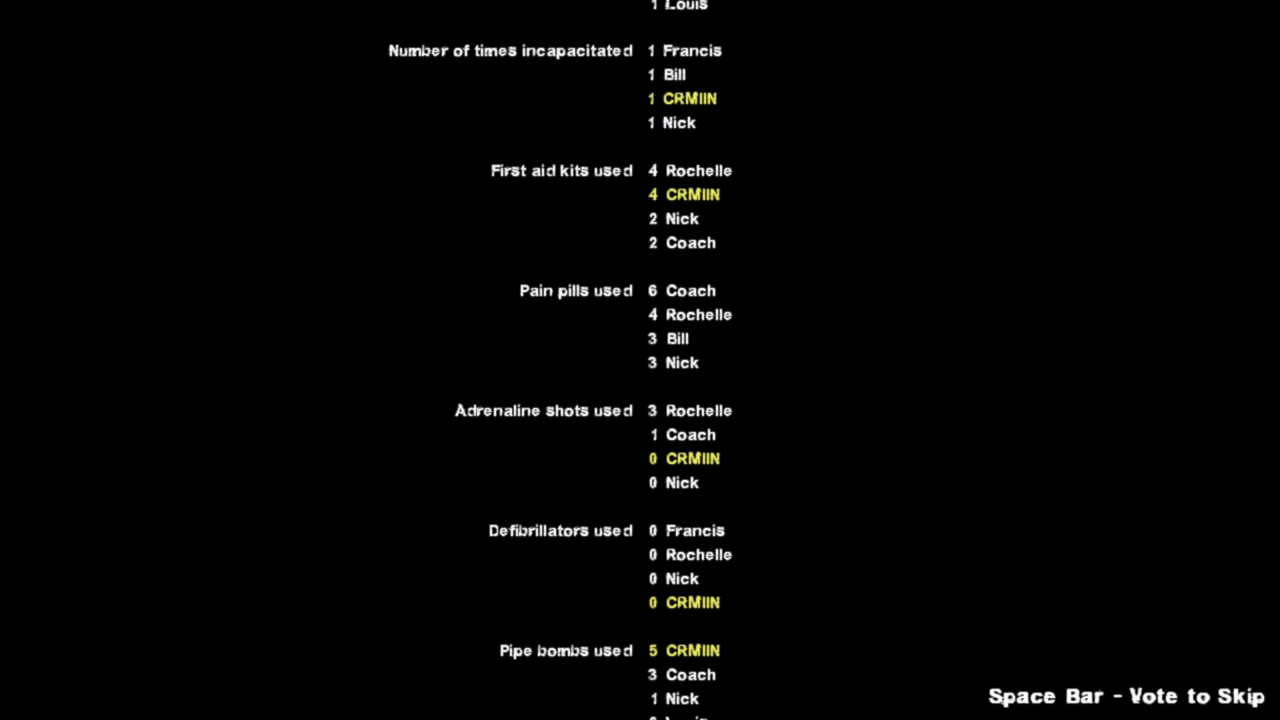 1 Louis
Number of times incapacitated 1 Francis
1 Bill
1 CRMIIN
1 Nick
First aid kits used 4 Rochelle
4 CRMIIN
2 Nick
2 Coach
Pain pills used 6 Coach
4 Rochelle
3 Bill
3 Nick
Adrenaline shots used 3 Rochelle
1 Coach
0 CRMIIN
0 Nick
Defibrillators used 0 Francis
0 Rochelle
0 Nick
0 CRMIIN
Pipe bombs used 5 CRMIIN
3 Coach
1 Nick
Space Bar - Vote to Skip